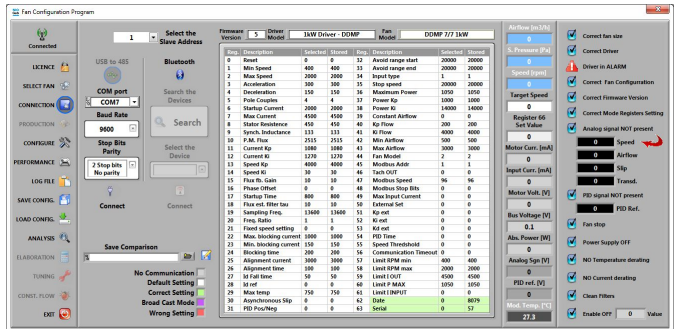 Fan Configuration Program
Connected
LICENCE
SELECT FAN
CONNECTION
PRODUCTION
CONFIGURE
PERFORMANCE
LOG FILE
SAVE CONFIG.
LOAD CONFIG.
ANALYSIS
ELABORATION
TUNING
CONST. FLOW
EXIT
1 Select the
Slave Address
USB to 485 Bluetooth
COM port
COM7
Baud Rate
9600
Stop Bits
Parity
2 Stop bits
No parity
Connect
Search the
Devices
Search
Select the
Device
Connect
Save Comparison
No Communication
Default Setting
Correct Setting
Broad Cast Mode
Wrong Setting
Firmware Version 5 Driver Model 1kW Driver - DDMP Fan Model DDMP 7/7 1kW
Reg. Description Selected Stored Reg. Description Selected Stored
0 Reset 0 0 32 Avoid range start 20000 20000
1 Min Speed 400 400 33 Avoid range end 20000 20000
2 Max Speed 2000 2000 34 Input type 1 1
3 Acceleration 300 300 35 Stop speed 20000 20000
4 Deceleration 150 150 36 Maximum Power 1050 1050
5 Pole Couples 4 4 37 Power Kp 1000 1000
6 Startup Current 2000 2000 38 Power Ki 14000 14000
7 Max Current 4500 4500 39 Constant Airflow 0 0
8 Stator Resistance 450 450 40 Kp Flow 200 200
9 Synch. Inductance 133 133 41 Ki Flow 4000 4000
10 P.M. Flux 2515 2515 42 Min Airflow 500 500
11 Current Kp 1080 1080 43 Max Airflow 3000 3000
12 Current Ki 1270 1270 44 Fan Model 2 2
13 Speed Kp 4000 4000 45 Modbus Addr 1 1
14 Speed Ki 30 30 46 Tach OUT 0 0
15 Flux fb. Gain 10 10 47 Modbus Speed 96 96
16 Phase Offset 0 0 48 Modbus Stop Bits 0 0
17 Startup Time 800 800 49 Max Input Current 0 0
18 Flux est. filter tau 10 10 50 External Set 0 0
19 Sampling Freq. 13600 13600 51 Kp ext 0 0
20 Freq. Ratio 1 1 52 Ki ext 0 0
21 Fixed speed setting 0 0 53 Kd ext 0 0
22 Max. blocking current 1000 1000 54 PID Time 0 0
23 Min. blocking current 150 150 55 Speed Threshold 0 0
24 Blocking time 200 200 56 Communication Timeout 0 0
25 Alignment current 3000 3000 57 Limit RPM min 400 400
26 Alignment time 100 100 58 Limit RPM max 2000 2000
27 Id Fall time 50 50 59 Limit I OUT 4500 4500
28 Id ref 0 0 60 Limit P MAX 1050 1050
29 Max temp 750 750 61 Limit I INPUT 0 0
30 Asynchronous Slip 0 0 62 Date 0 8079
31 PID Pos/Neg 0 0 63 Serial 0 57
Airflow [m3/h]
0
S. Pressure [Pa]
0
Speed [rpm]
0
Target Speed
0
Register 66
Set Value
0
Motor Curr. [mA]
0
Input Curr. [mA]
0
Motor Volt. [V]
0
Bus Voltage [V]
0.1
Abs. Power [W]
0
Analog Sgn [V]
0
PID ref. [V]
0
Mod. Temp. [°C]
27.3
Correct fan size
Correct Driver
Driver in ALARM
Correct Fan Configuration
Correct Firmware Version
Correct Mode Registers Setting
Analog signal NOT present
0 Speed
0 Airflow
0 Slip
0 Transd.
PID signal NOT present
0 PID Ref.
Fan stop
Power Supply OFF
NO Temperature derating
NO Current derating
Clean Filters
Enable OFF 0 Value